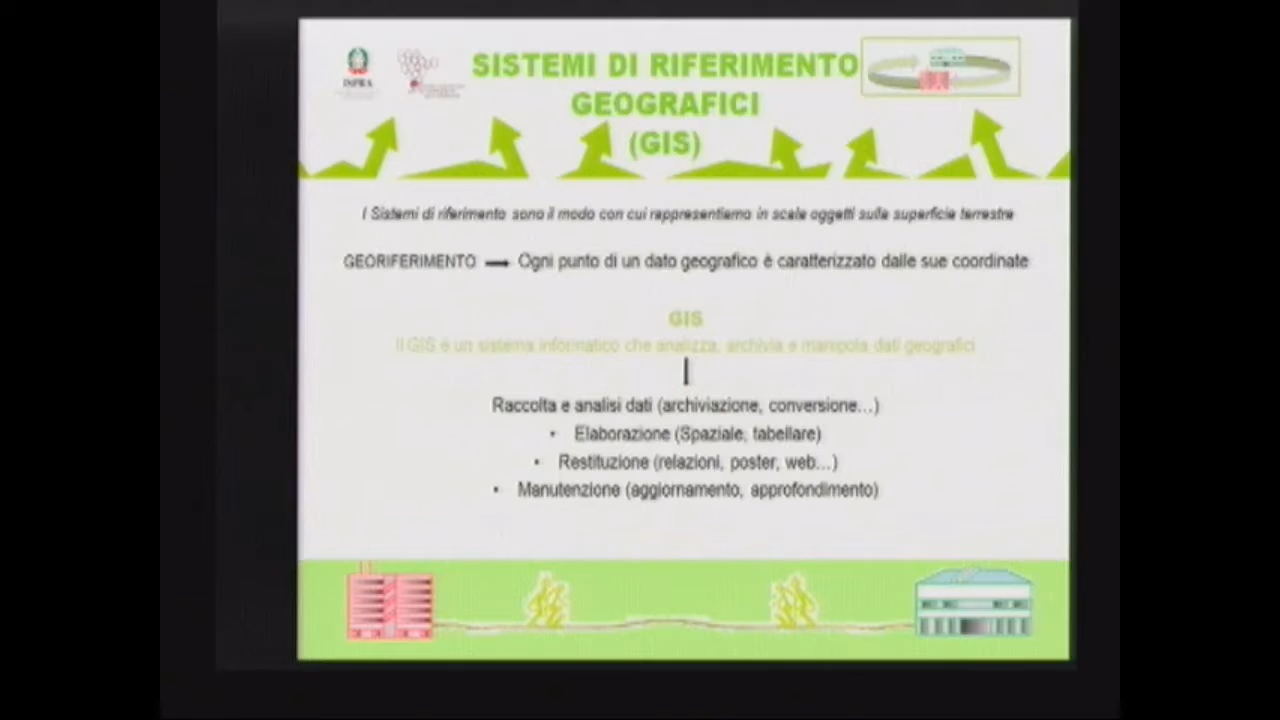 ISPRA
SISTEMI DI RIFERIMENTO
GEOGRAFICI
(GIS)
I Sistemi di riferimento sono il modo con cui rappresentiamo in scala oggetti sulla superficie terrestre
GEORIFERIMENTO Ogni punto di un dato geografico è caratterizzato dalle sue coordinate
GIS
Il GIS è un sistema informatico che analizza, archivia e manipola dati geografici
Raccolta e analisi dati (archiviazione, conversione...)
• Elaborazione (Spaziale, tabellare)
• Restituzione (relazioni, poster, web...)
• Manutenzione (aggiornamento, approfondimento)